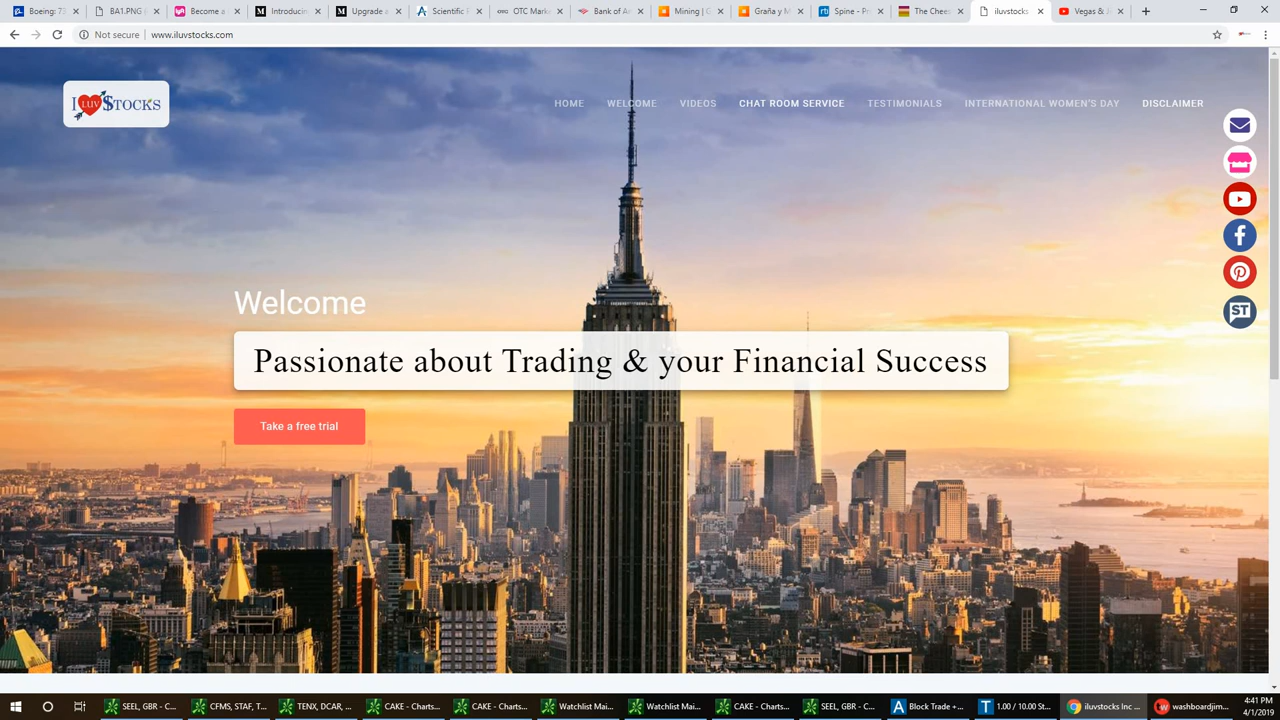 Boeing: 73
BA1.PNG
Become a
Introducin
Upgrade a
Scientific
OTC Mark
Bank of A
Mining | G
Graña y M
Spine - Pr
The Chees
iluvstocks
Vegas & J
Not secure | www.iluvstocks.com
I LUV STOCKS
HOME WELCOME VIDEOS CHAT ROOM SERVICE TESTIMONIALS INTERNATIONAL WOMEN'S DAY DISCLAIMER
ST
Welcome
Passionate about Trading & your Financial Success
Take a free trial
SEEL, GBR - C...
CFMS, STAF, T...
TENX, DCAR, ...
CAKE - Charts...
CAKE - Charts...
Watchlist Mai...
Watchlist Mai...
CAKE - Charts...
SEEL, GBR - C...
Block Trade +...
1.00 / 10.00 St...
iluvstocks Inc ...
washboardjim...
4:41 PM
4/1/2019